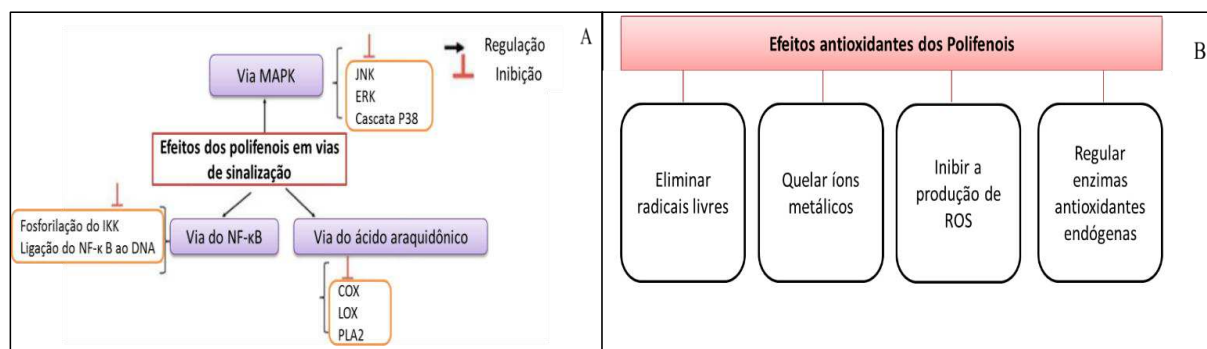 A
Via MAPK
JNK
ERK
Cascata P38
Regulação
Inibição
Efeitos dos polifenois em vias
de sinalização
Fosforilação do IKK
Ligação do NF-κ B ao DNA
Via do NF-κB
Via do ácido araquidônico
COX
LOX
PLA2
B
Efeitos antioxidantes dos Polifenois
Eliminar
radicais livres
Quelar íons
metálicos
Inibir a
produção de
ROS
Regular
enzimas
antioxidantes
endógenas